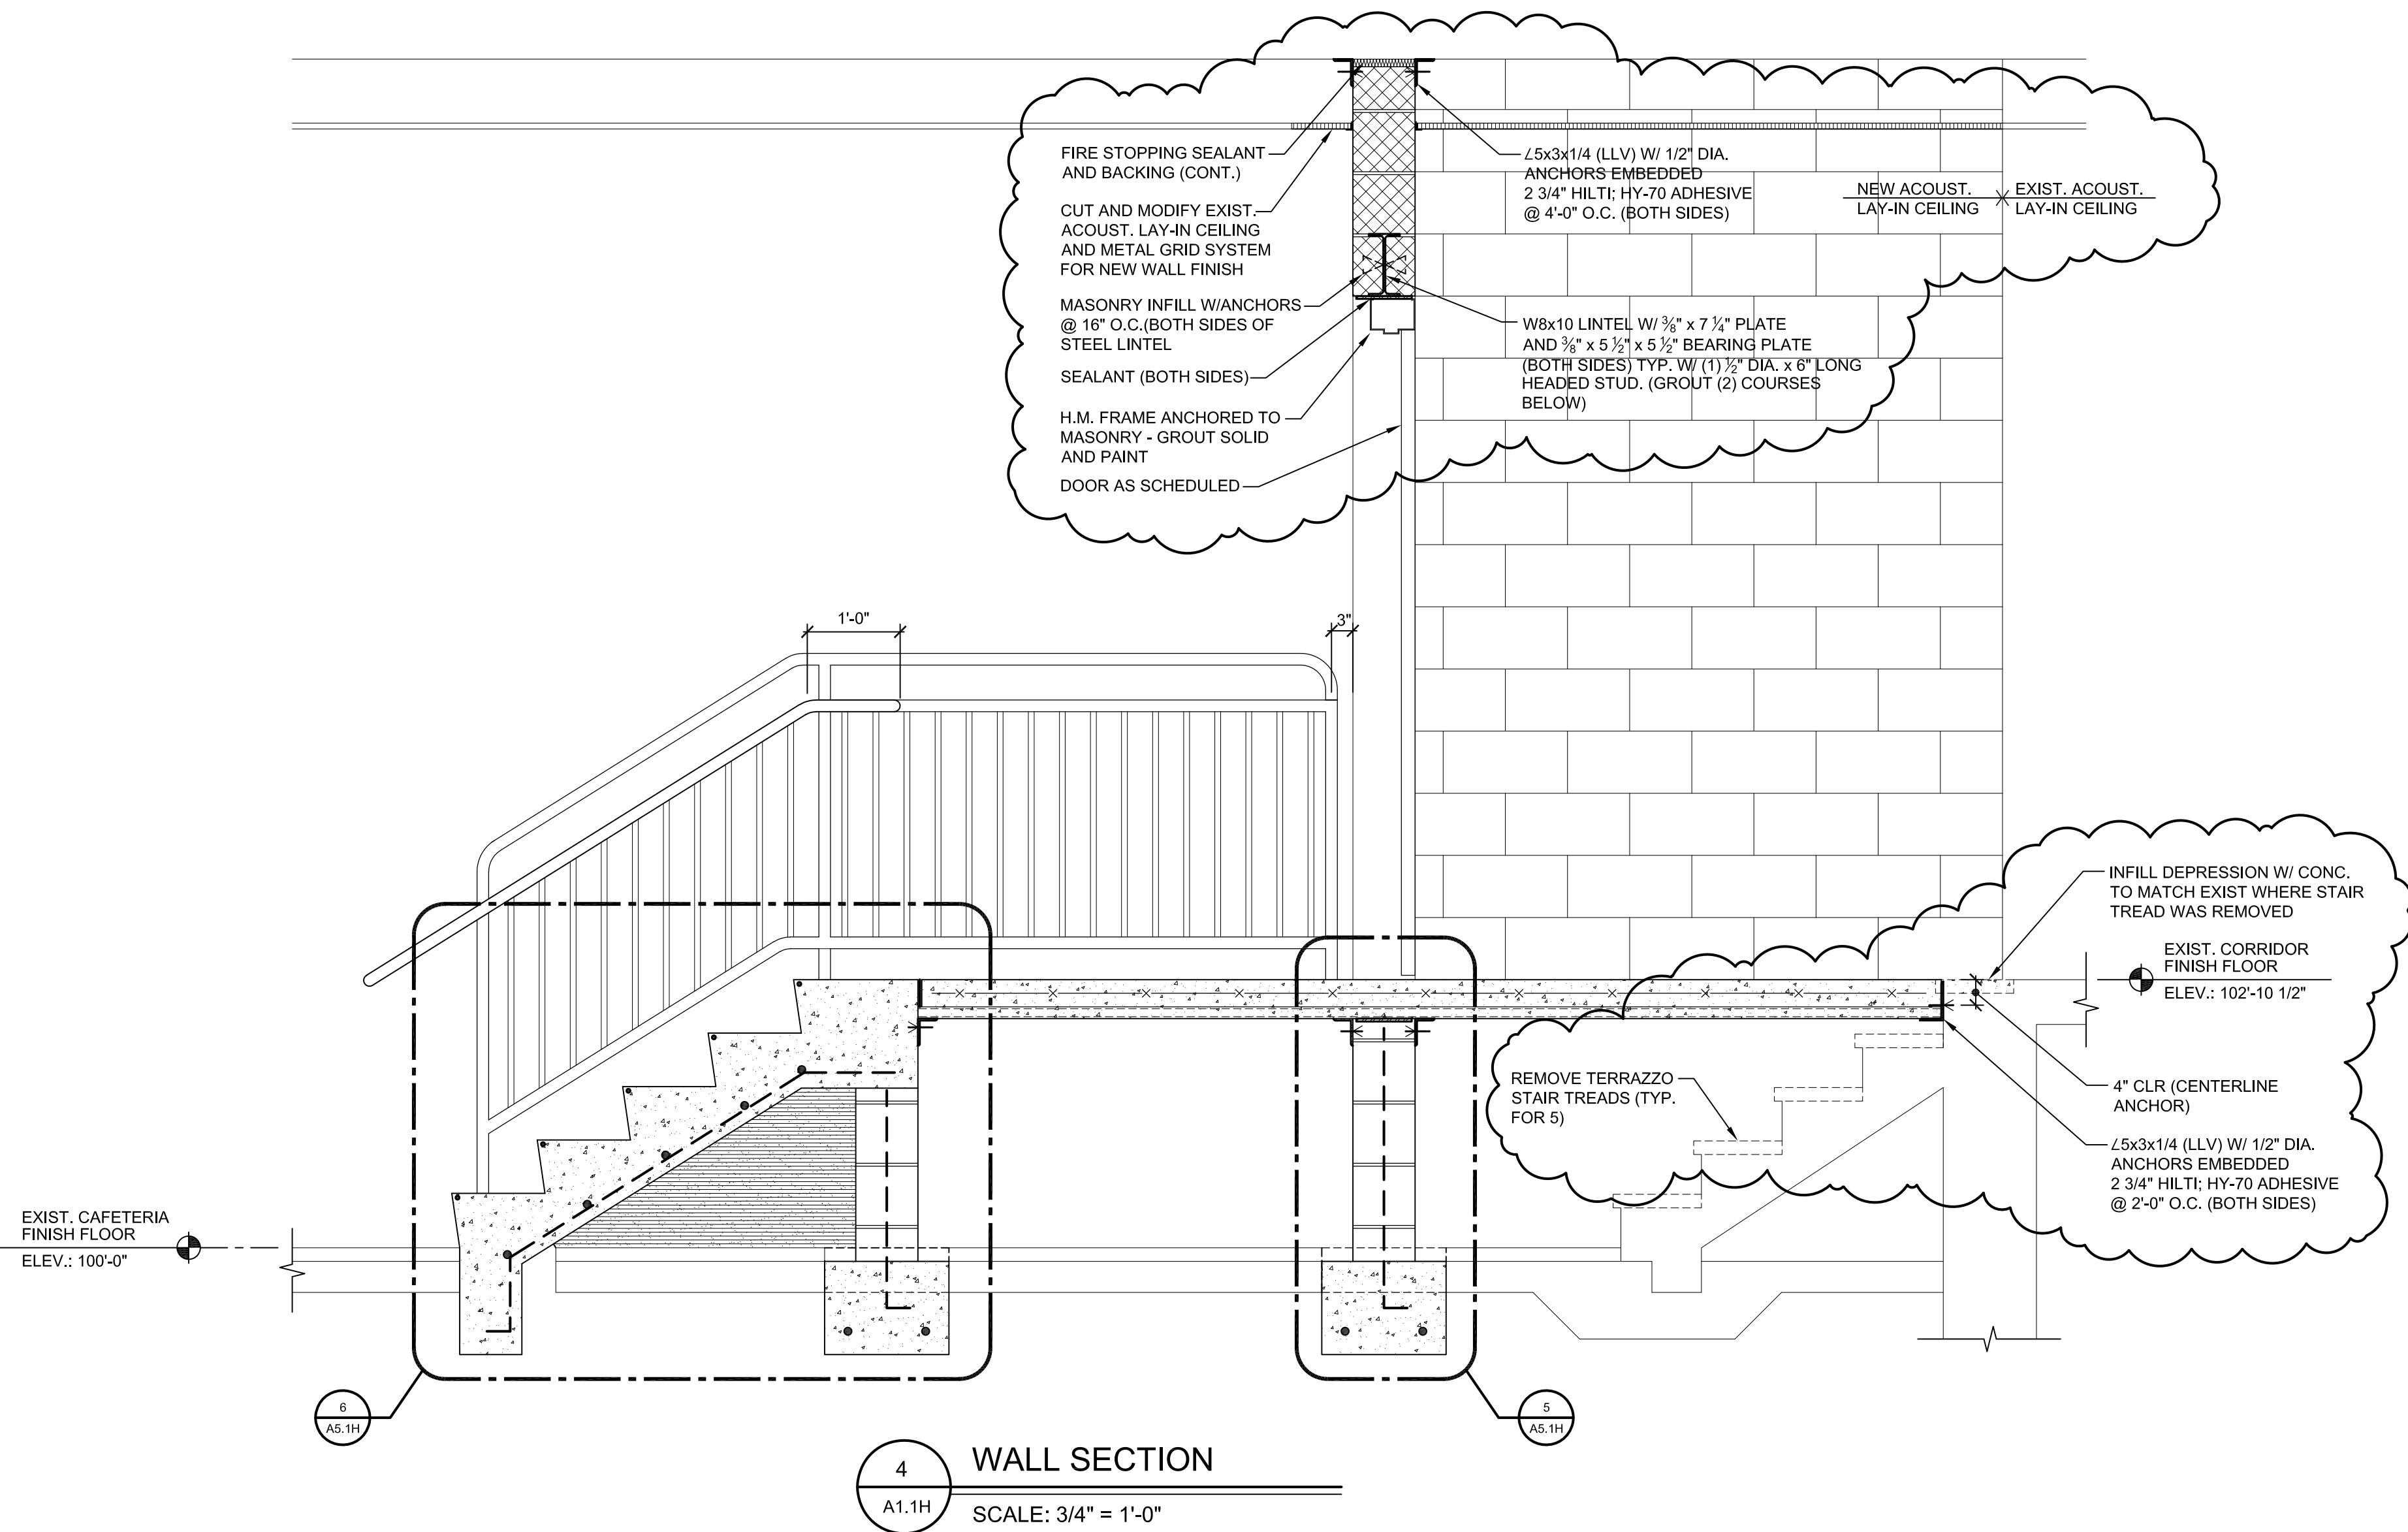 FIRE STOPPING SEALANT
AND BACKING (CONT.)
CUT AND MODIFY EXIST.
ACOUST. LAY-IN CEILING
AND METAL GRID SYSTEM
FOR NEW WALL FINISH
MASONRY INFILL W/ANCHORS
@ 16" O.C.(BOTH SIDES OF
STEEL LINTEL
SEALANT (BOTH SIDES)
H.M. FRAME ANCHORED TO
MASONRY - GROUT SOLID
AND PAINT
DOOR AS SCHEDULED
∠5x3x1/4 (LLV) W/ 1/2" DIA.
ANCHORS EMBEDDED
2 3/4" HILTI; HY-70 ADHESIVE
@ 4'-0" O.C. (BOTH SIDES)
NEW ACOUST.
LAY-IN CEILING
EXIST. ACOUST.
LAY-IN CEILING
W8x10 LINTEL W/ 3/8" x 7 1/4" PLATE
AND 3/8" x 5 1/2" x 5 1/2" BEARING PLATE
(BOTH SIDES) TYP. W/ (1) 1/2" DIA. x 6" LONG
HEADED STUD. (GROUT (2) COURSES
BELOW)
1'-0"
3"
INFILL DEPRESSION W/ CONC.
TO MATCH EXIST WHERE STAIR
TREAD WAS REMOVED
EXIST. CORRIDOR
FINISH FLOOR
ELEV.: 102'-10 1/2"
REMOVE TERRAZZO
STAIR TREADS (TYP.
FOR 5)
4" CLR (CENTERLINE
ANCHOR)
∠5x3x1/4 (LLV) W/ 1/2" DIA.
ANCHORS EMBEDDED
2 3/4" HILTI; HY-70 ADHESIVE
@ 2'-0" O.C. (BOTH SIDES)
EXIST. CAFETERIA
FINISH FLOOR
ELEV.: 100'-0"
6
A5.1H
5
A5.1H
4
A1.1H
WALL SECTION
SCALE: 3/4" = 1'-0"